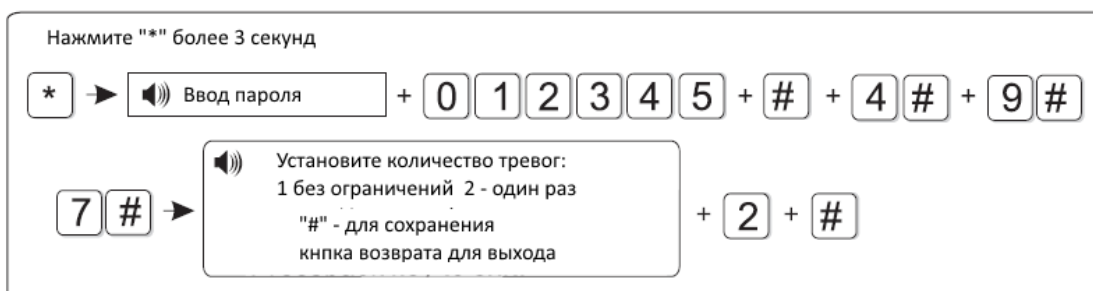 Нажмите "*" более 3 секунд
* Ввод пароля + 0 1 2 3 4 5 + # + 4 # + 9 #
7 # Установите количество тревог:
1 без ограничений 2 - один раз
"#" - для сохранения + 2 + #
кнпка возврата для выхода